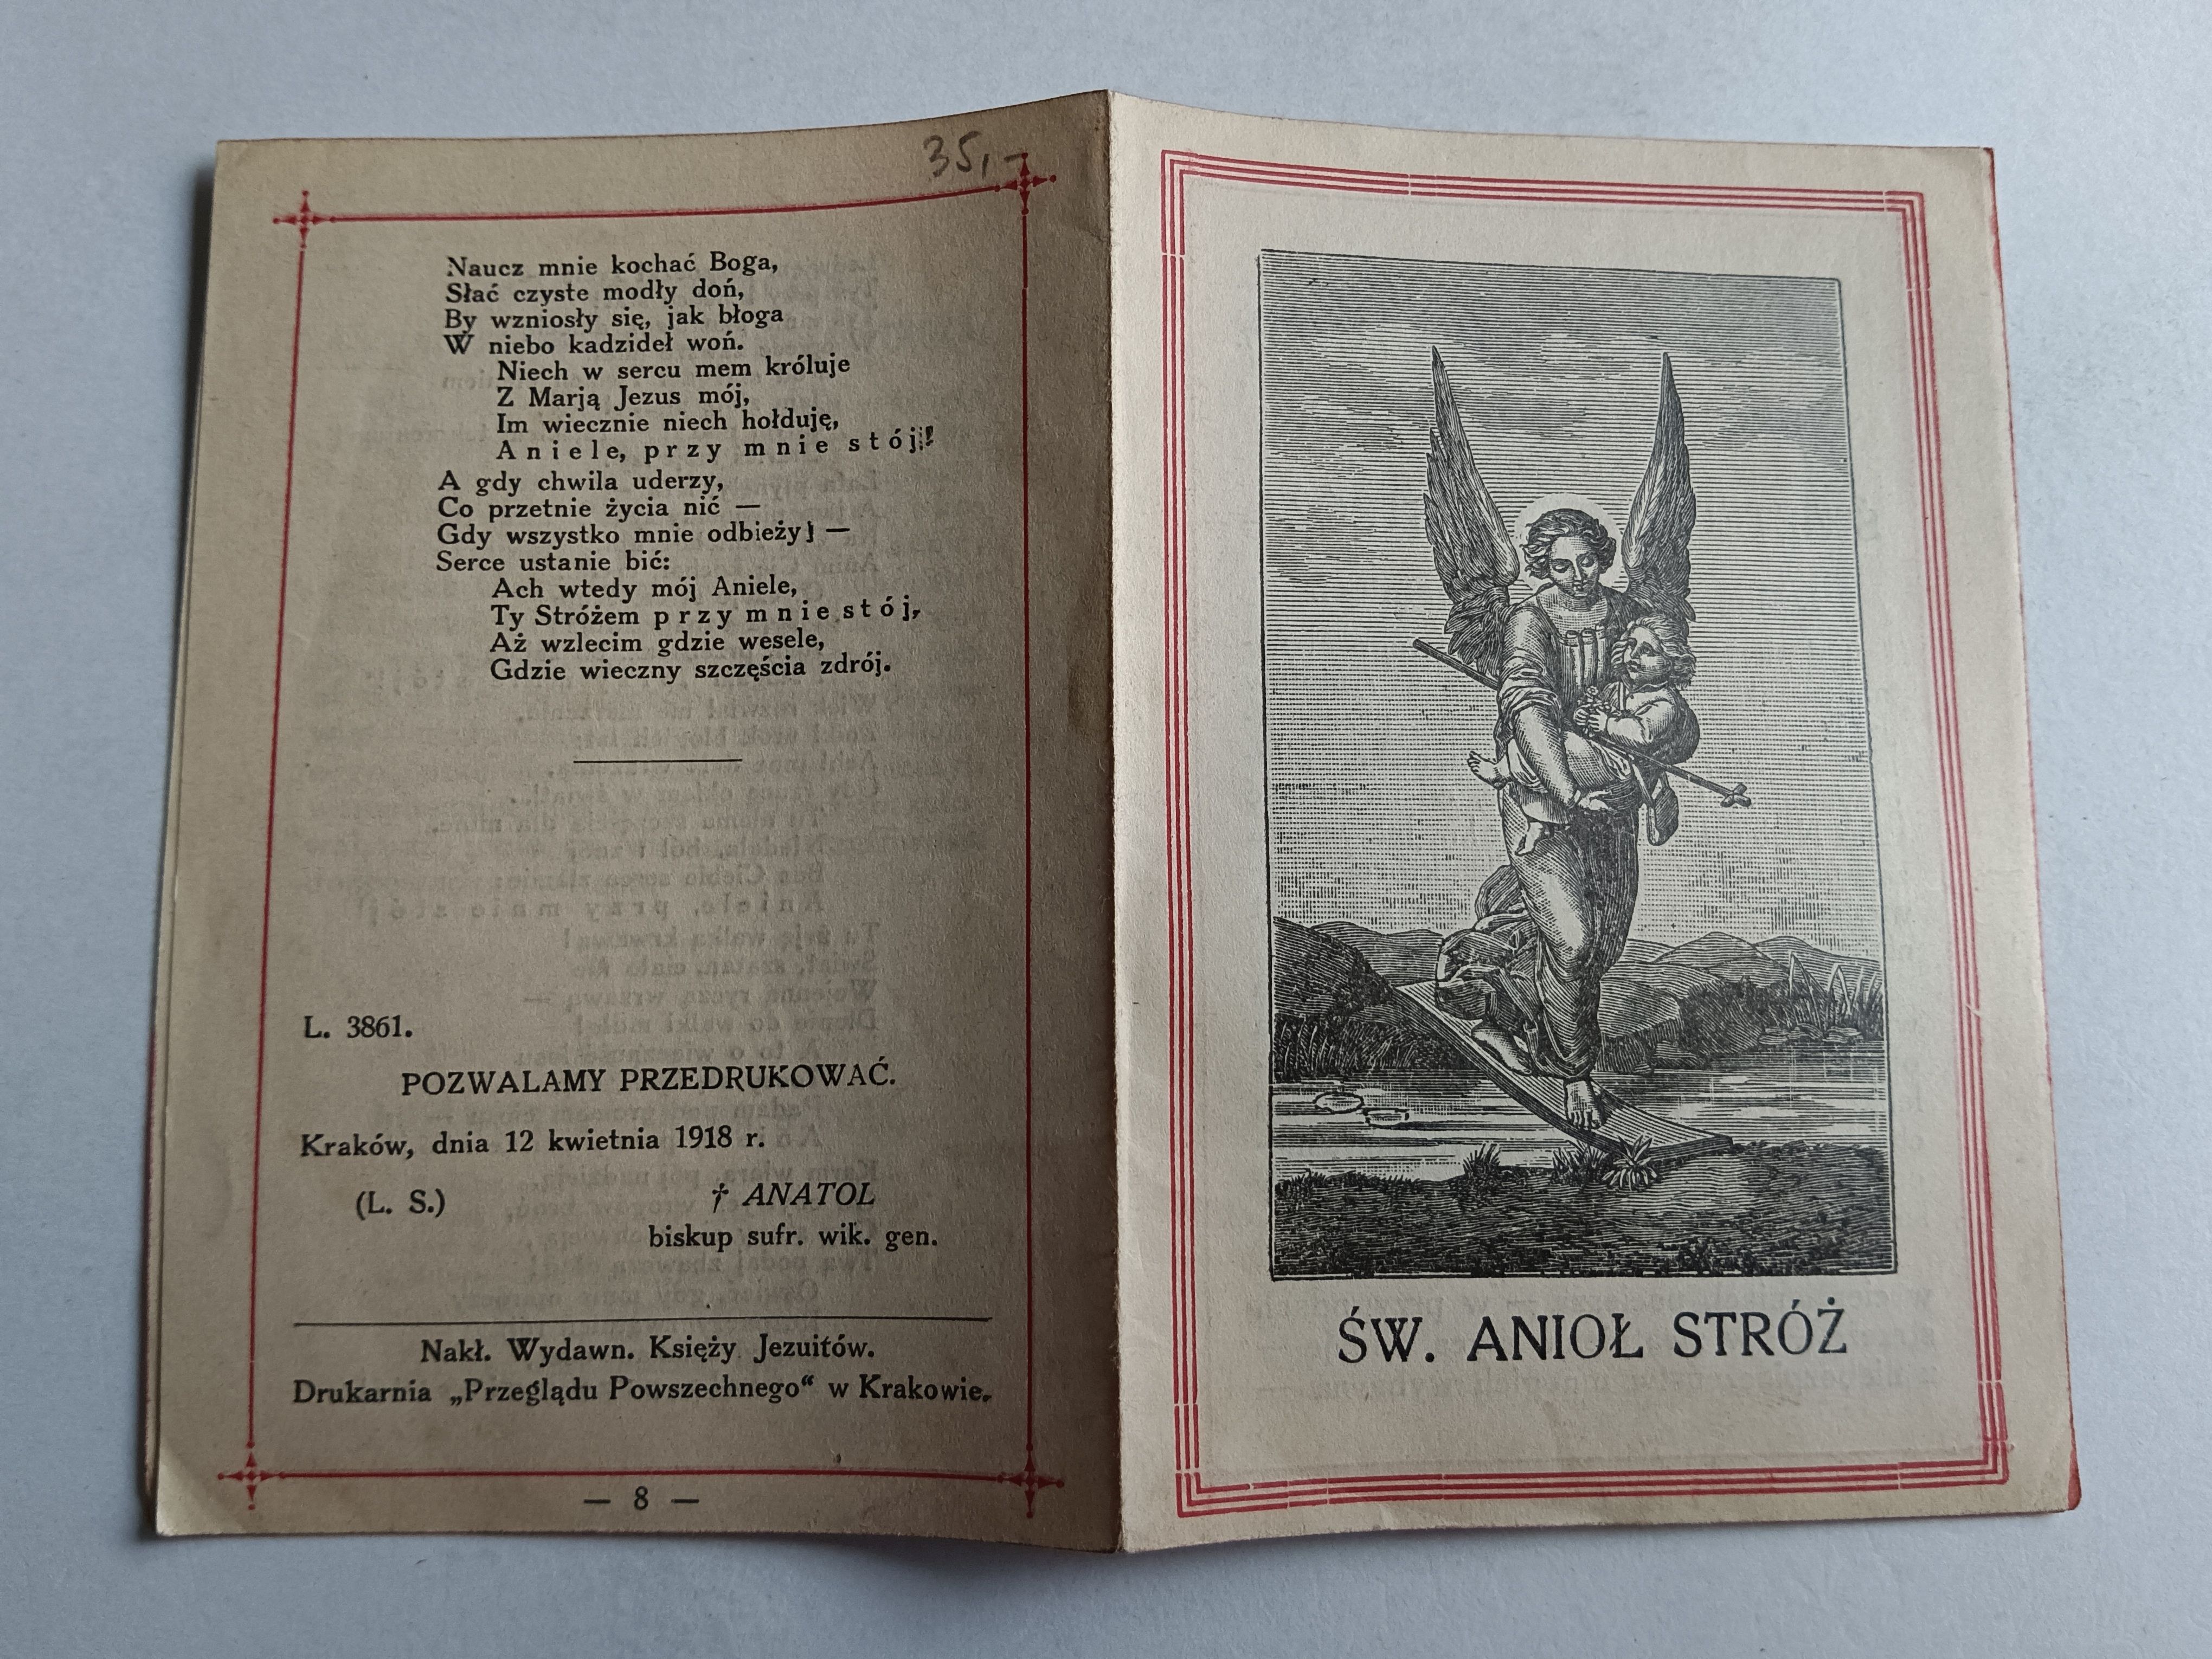 35,-
Naucz mnie kochać Boga,
Słać czyste modły doń,
By wzniosły się, jak błoga
W niebo kadzideł woń.
Niech w sercu mem króluje
Z Marją Jezus mój,
Im wiecznie niech hołduję,
Aniele, przy mnie stój!
A gdy chwila uderzy,
Co przetnie życia nić —
Gdy wszystko mnie odbieży! —
Serce ustanie bić:
Ach wtedy mój Aniele,
Ty Stróżem przy mnie stój,
Aż wzlecim gdzie wesele,
Gdzie wieczny szczęścia zdrój.
L. 3861.
POZWALAMY PRZEDRUKOWAĆ.
Kraków, dnia 12 kwietnia 1918 r.
(L. S.) † ANATOL
biskup sufr. wik. gen.
Nakł. Wydawn. Księży Jezuitów.
Drukarnia „Przeglądu Powszechnego“ w Krakowie.
— 8 —
ŚW. ANIOŁ STRÓŻ